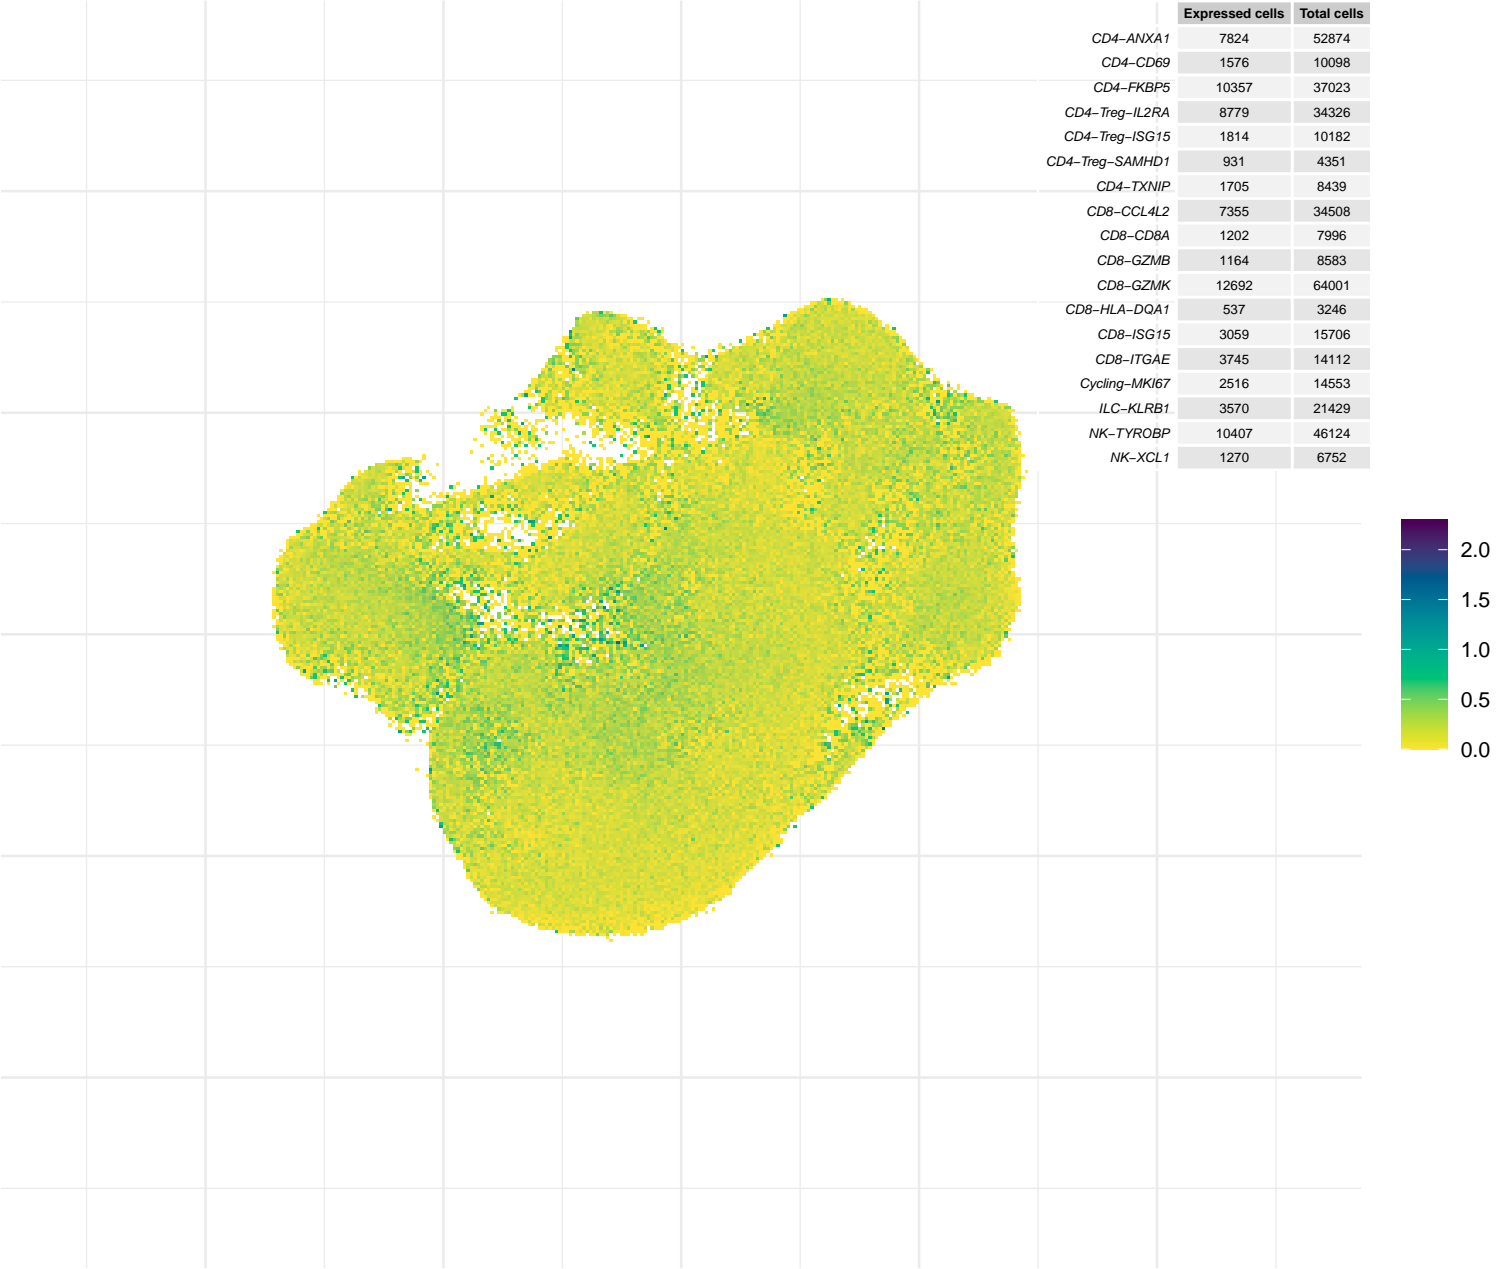 Expressed cells Total cells
CD4−ANXA1 7824 52874
CD4−CD69 1576 10098
CD4−FKBP5 10357 37023
CD4−Treg−IL2RA 8779 34326
CD4−Treg−ISG15 1814 10182
CD4−Treg−SAMHD1 931 4351
CD4−TXNIP 1705 8439
CD8−CCL4L2 7355 34508
CD8−CD8A 1202 7996
CD8−GZMB 1164 8583
CD8−GZMK 12692 64001
CD8−HLA−DQA1 537 3246
CD8−ISG15 3059 15706
CD8−ITGAE 3745 14112
Cycling−MKI67 2516 14553
ILC−KLRB1 3570 21429
NK−TYROBP 10407 46124
NK−XCL1 1270 6752
2.0
1.5
1.0
0.5
0.0